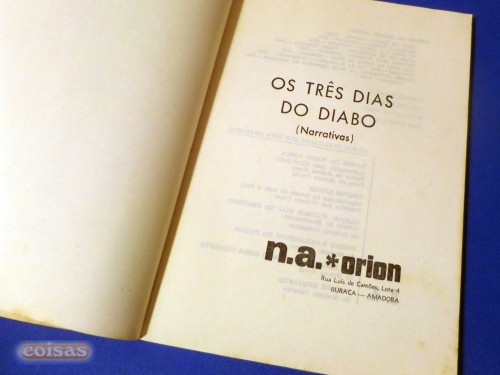 OS TRÊS DIAS
DO DIABO
(Narrativas)
n.a.*orion
Rua Luís de Camões, Lote 4
BURACA — AMADORA
coisas